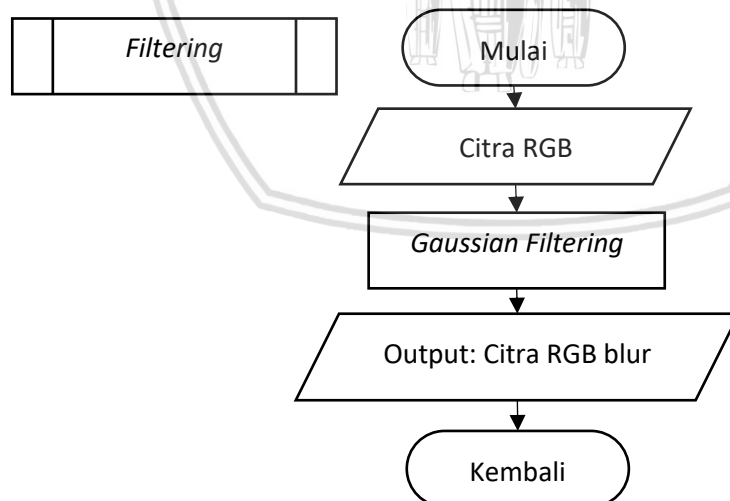 Filtering
Mulai
Citra RGB
Gaussian Filtering
Output: Citra RGB blur
Kembali